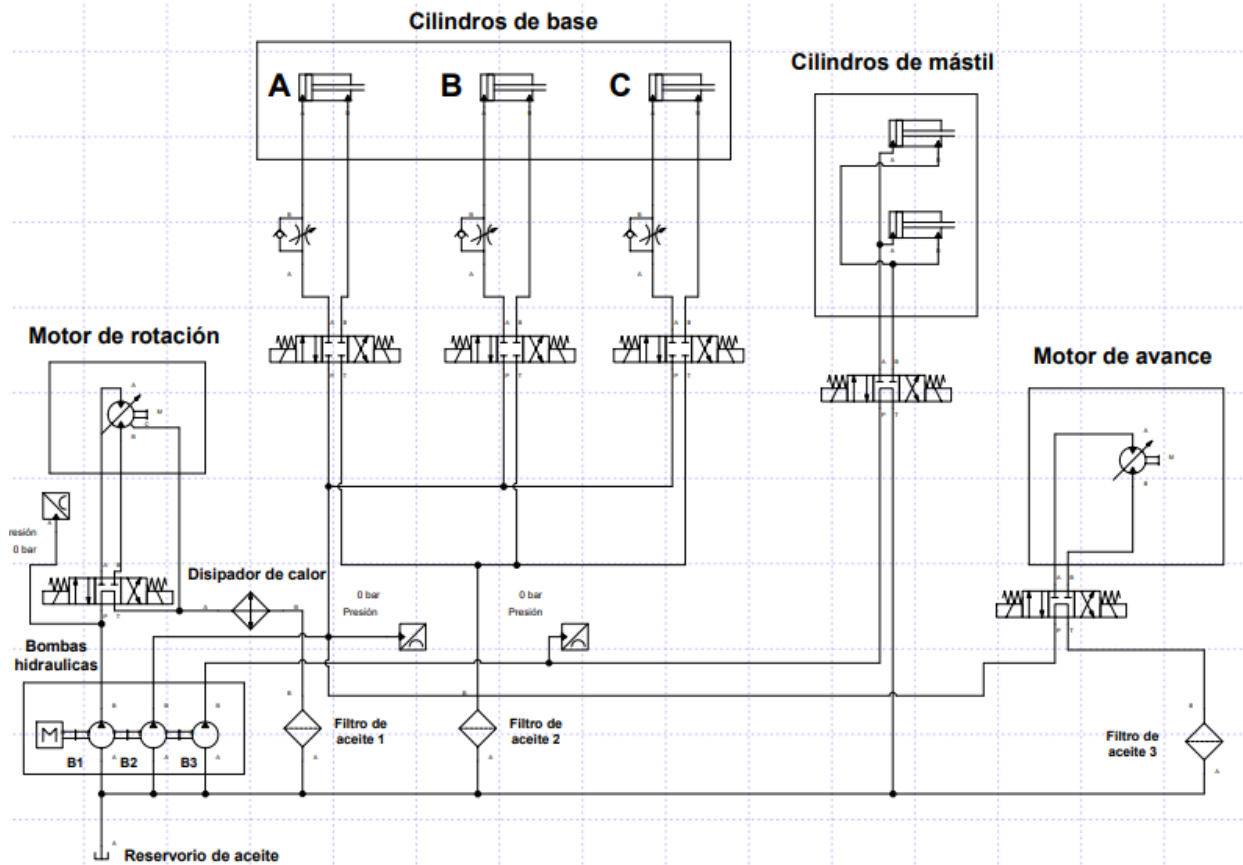 Cilindros de base
A
B
C
Cilindros de mástil
Motor de rotación
Motor de avance
resión
0 bar
Disipador de calor
0 bar
Presión
0 bar
Presión
Bombas
hidraulicas
M
B1
B2
B3
Filtro de
aceite 1
Filtro de
aceite 2
Filtro de
aceite 3
Reservorio de aceite